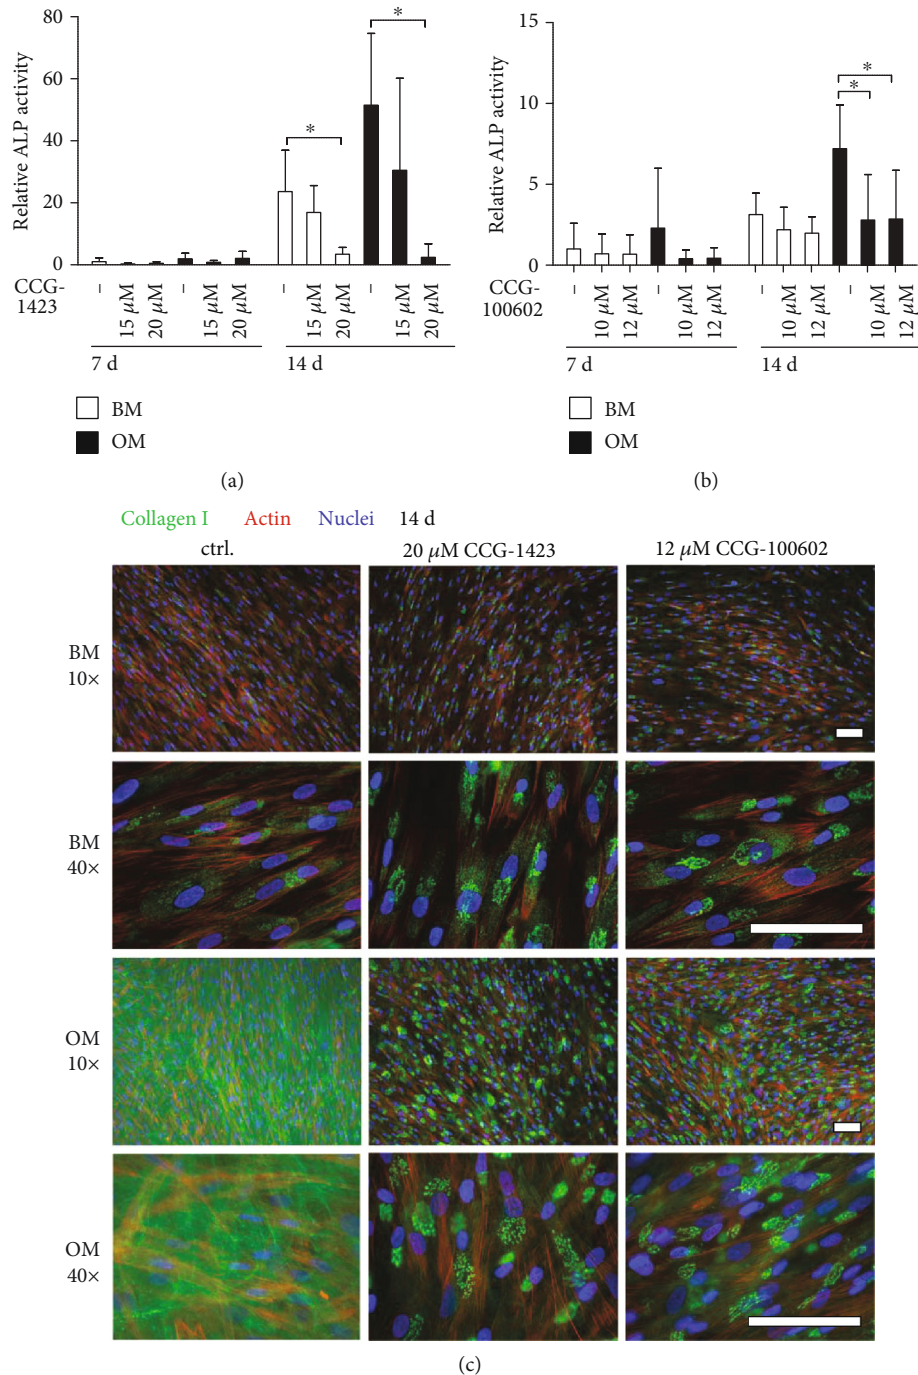 Relative ALP activity
80
60
40
20
0
*
*
CCG-
1423
–
15 μM
20 μM
–
15 μM
20 μM
–
15 μM
20 μM
–
15 μM
20 μM
7 d
14 d
BM
OM
(a)
Relative ALP activity
15
10
5
0
*
*
CCG-
100602
–
10 μM
12 μM
–
10 μM
12 μM
–
10 μM
12 μM
–
10 μM
12 μM
7 d
14 d
BM
OM
(b)
Collagen I Actin Nuclei 14 d
ctrl. 20 μM CCG-1423 12 μM CCG-100602
BM
10×
BM
40×
OM
10×
OM
40×
(c)